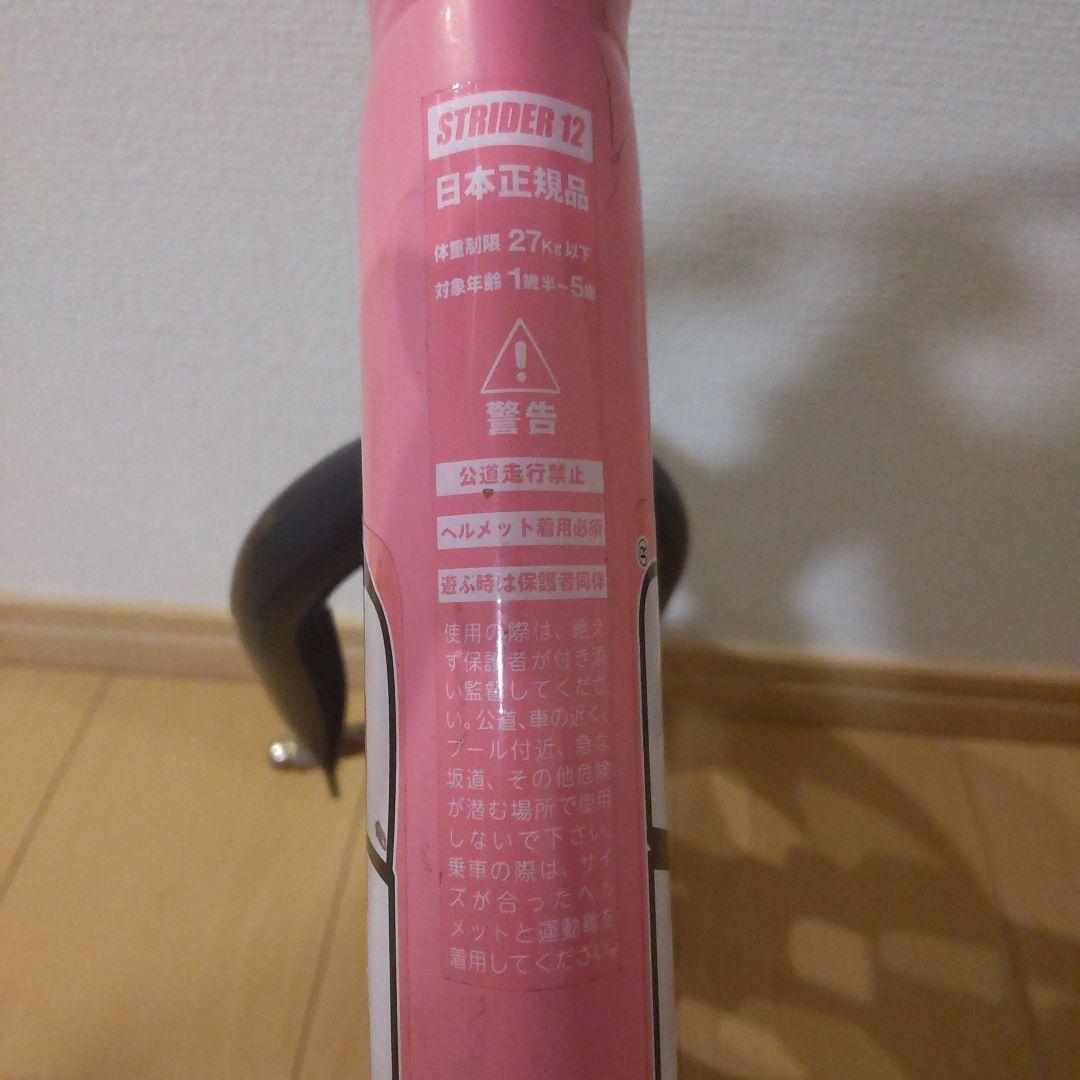 STRIDER 12
日本正規品
体重制限 27Kg以下
対象年齢 1歳半~5歳
警告
公道走行禁止
ヘルメット着用必須
遊ぶ時は保護者同伴
使用の際は、絶え
ず保護者が付き添
い監督してくださ
い。公道、車の近く、
プール付近、急な
坂道、その他危険
が潜む場所で使用
しないで下さい。
乗車の際は、サイ
ズが合ったヘル
メットと運動靴を
着用してください。
®